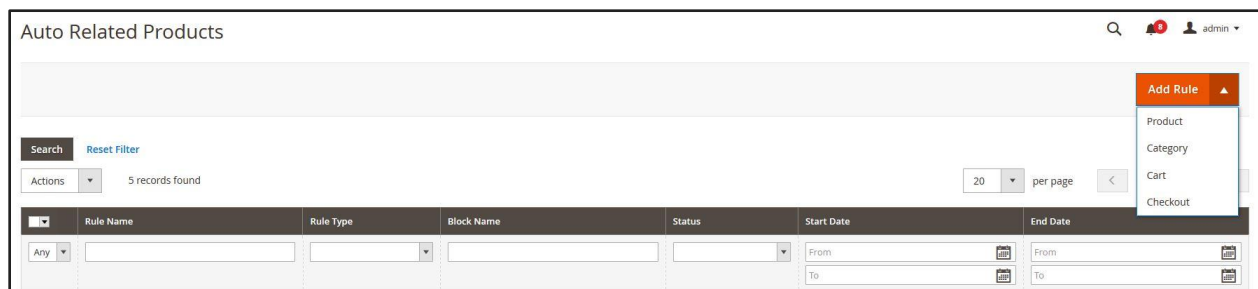 Auto Related Products
8
admin
Add Rule
Product
Category
Cart
Checkout
Search Reset Filter
Actions 5 records found 20 per page
Rule Name Rule Type Block Name Status Start Date End Date
Any From From
To To